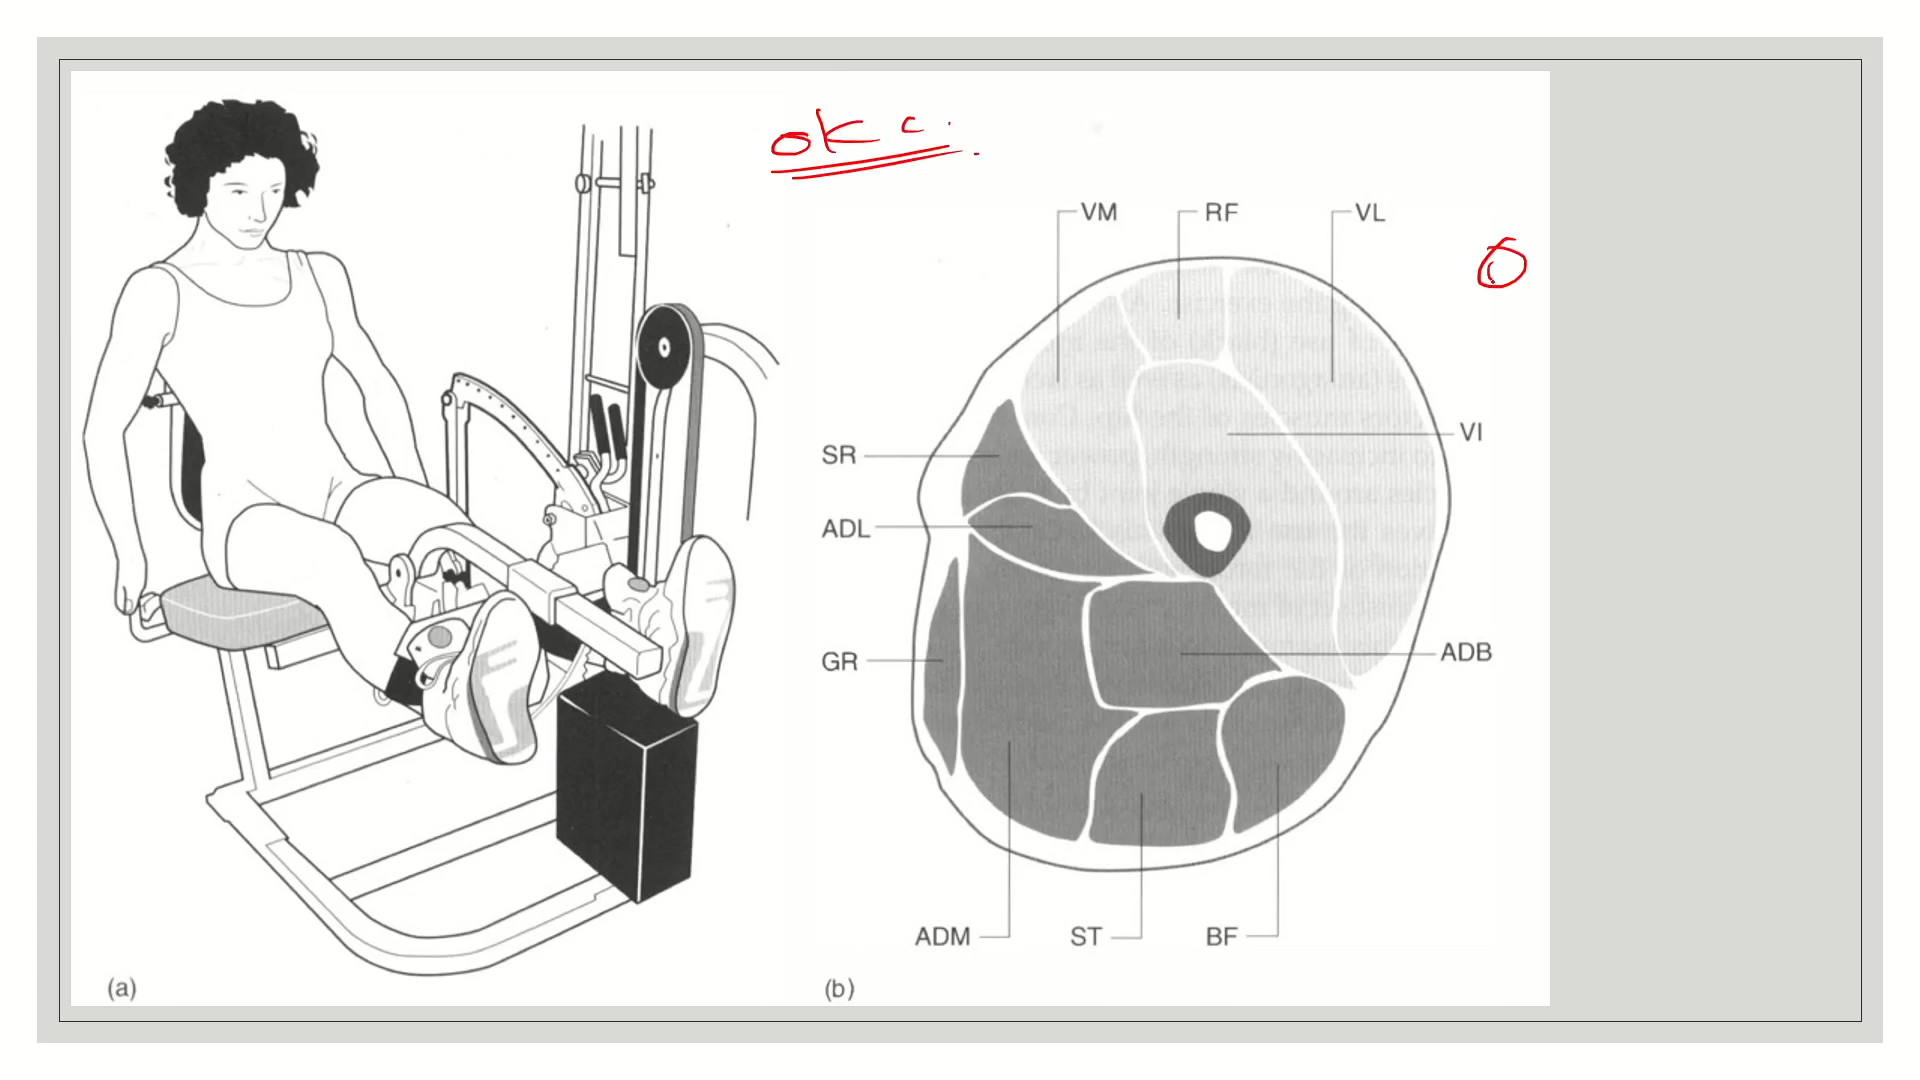 OKC.
VM RF VL
VI
SR
ADL
ADB
GR
ADM ST BF
(a) (b)